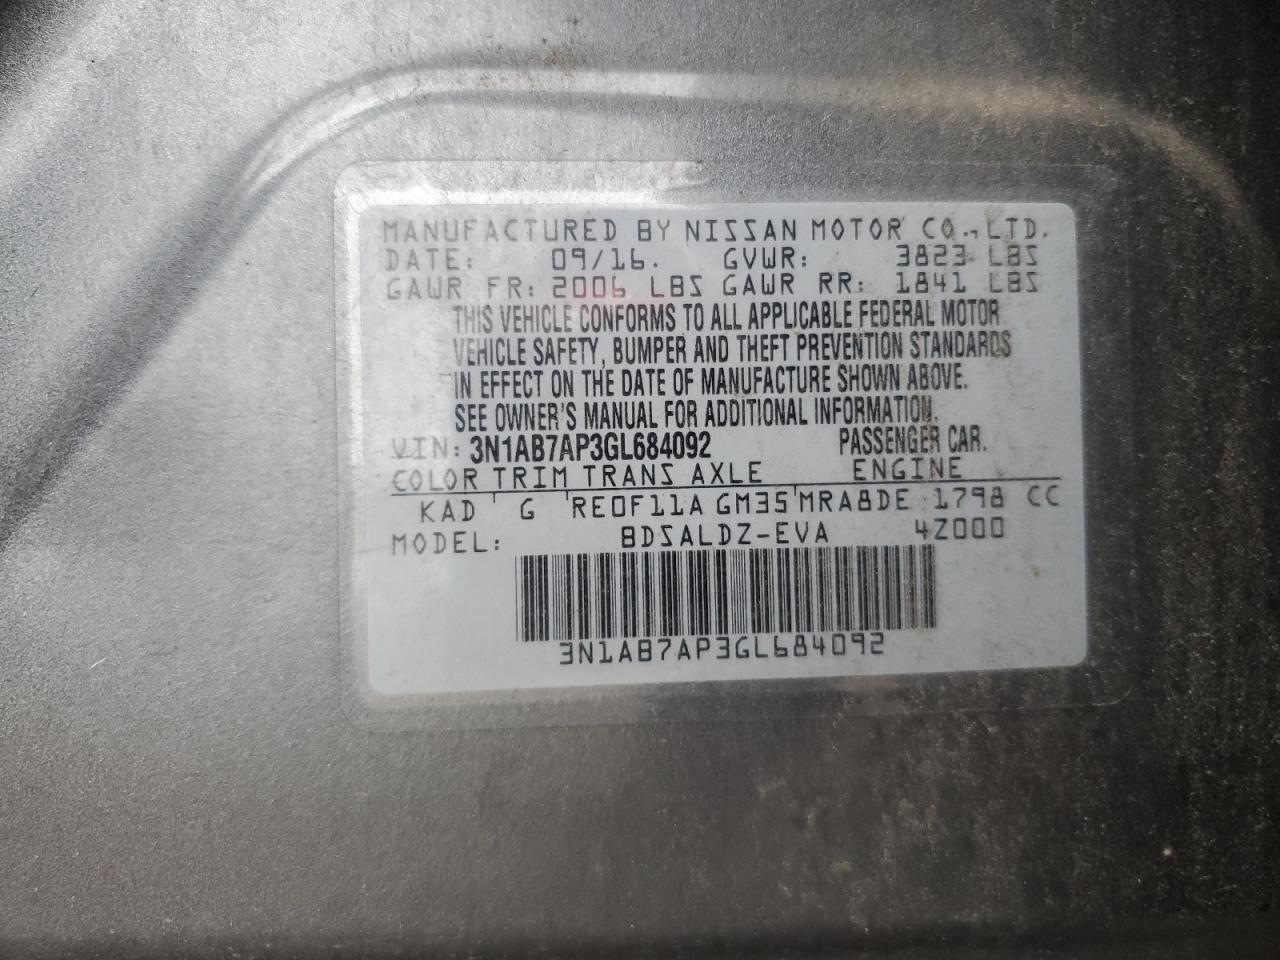 MANUFACTURED BY NISSAN MOTOR CO., LTD.
DATE: 09/16. GVWR: 3823 LBS
GAWR FR: 2006 LBS GAWR RR: 1841 LBS
THIS VEHICLE CONFORMS TO ALL APPLICABLE FEDERAL MOTOR
VEHICLE SAFETY, BUMPER AND THEFT PREVENTION STANDARDS
IN EFFECT ON THE DATE OF MANUFACTURE SHOWN ABOVE.
SEE OWNER'S MANUAL FOR ADDITIONAL INFORMATION.
VIN: 3N1AB7AP3GL684092 PASSENGER CAR.
COLOR TRIM TRANS AXLE ENGINE
KAD G RE0F11A GM35 MRA8DE 1798 CC
MODEL: BDSALDZ-EVA 4Z000
3N1AB7AP3GL684092